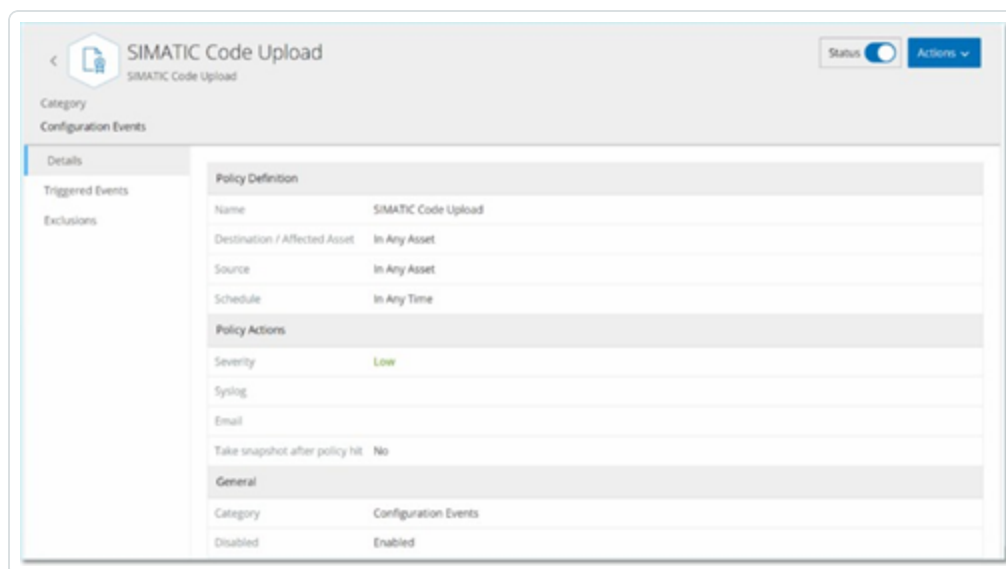 SIMATIC Code Upload
SIMATIC Code Upload
Status
Actions
Category
Configuration Events
Details
Triggered Events
Exclusions
Policy Definition
Name SIMATIC Code Upload
Destination / Affected Asset In Any Asset
Source In Any Asset
Schedule In Any Time
Policy Actions
Severity Low
Syslog
Email
Take snapshot after policy hit No
General
Category Configuration Events
Disabled Enabled